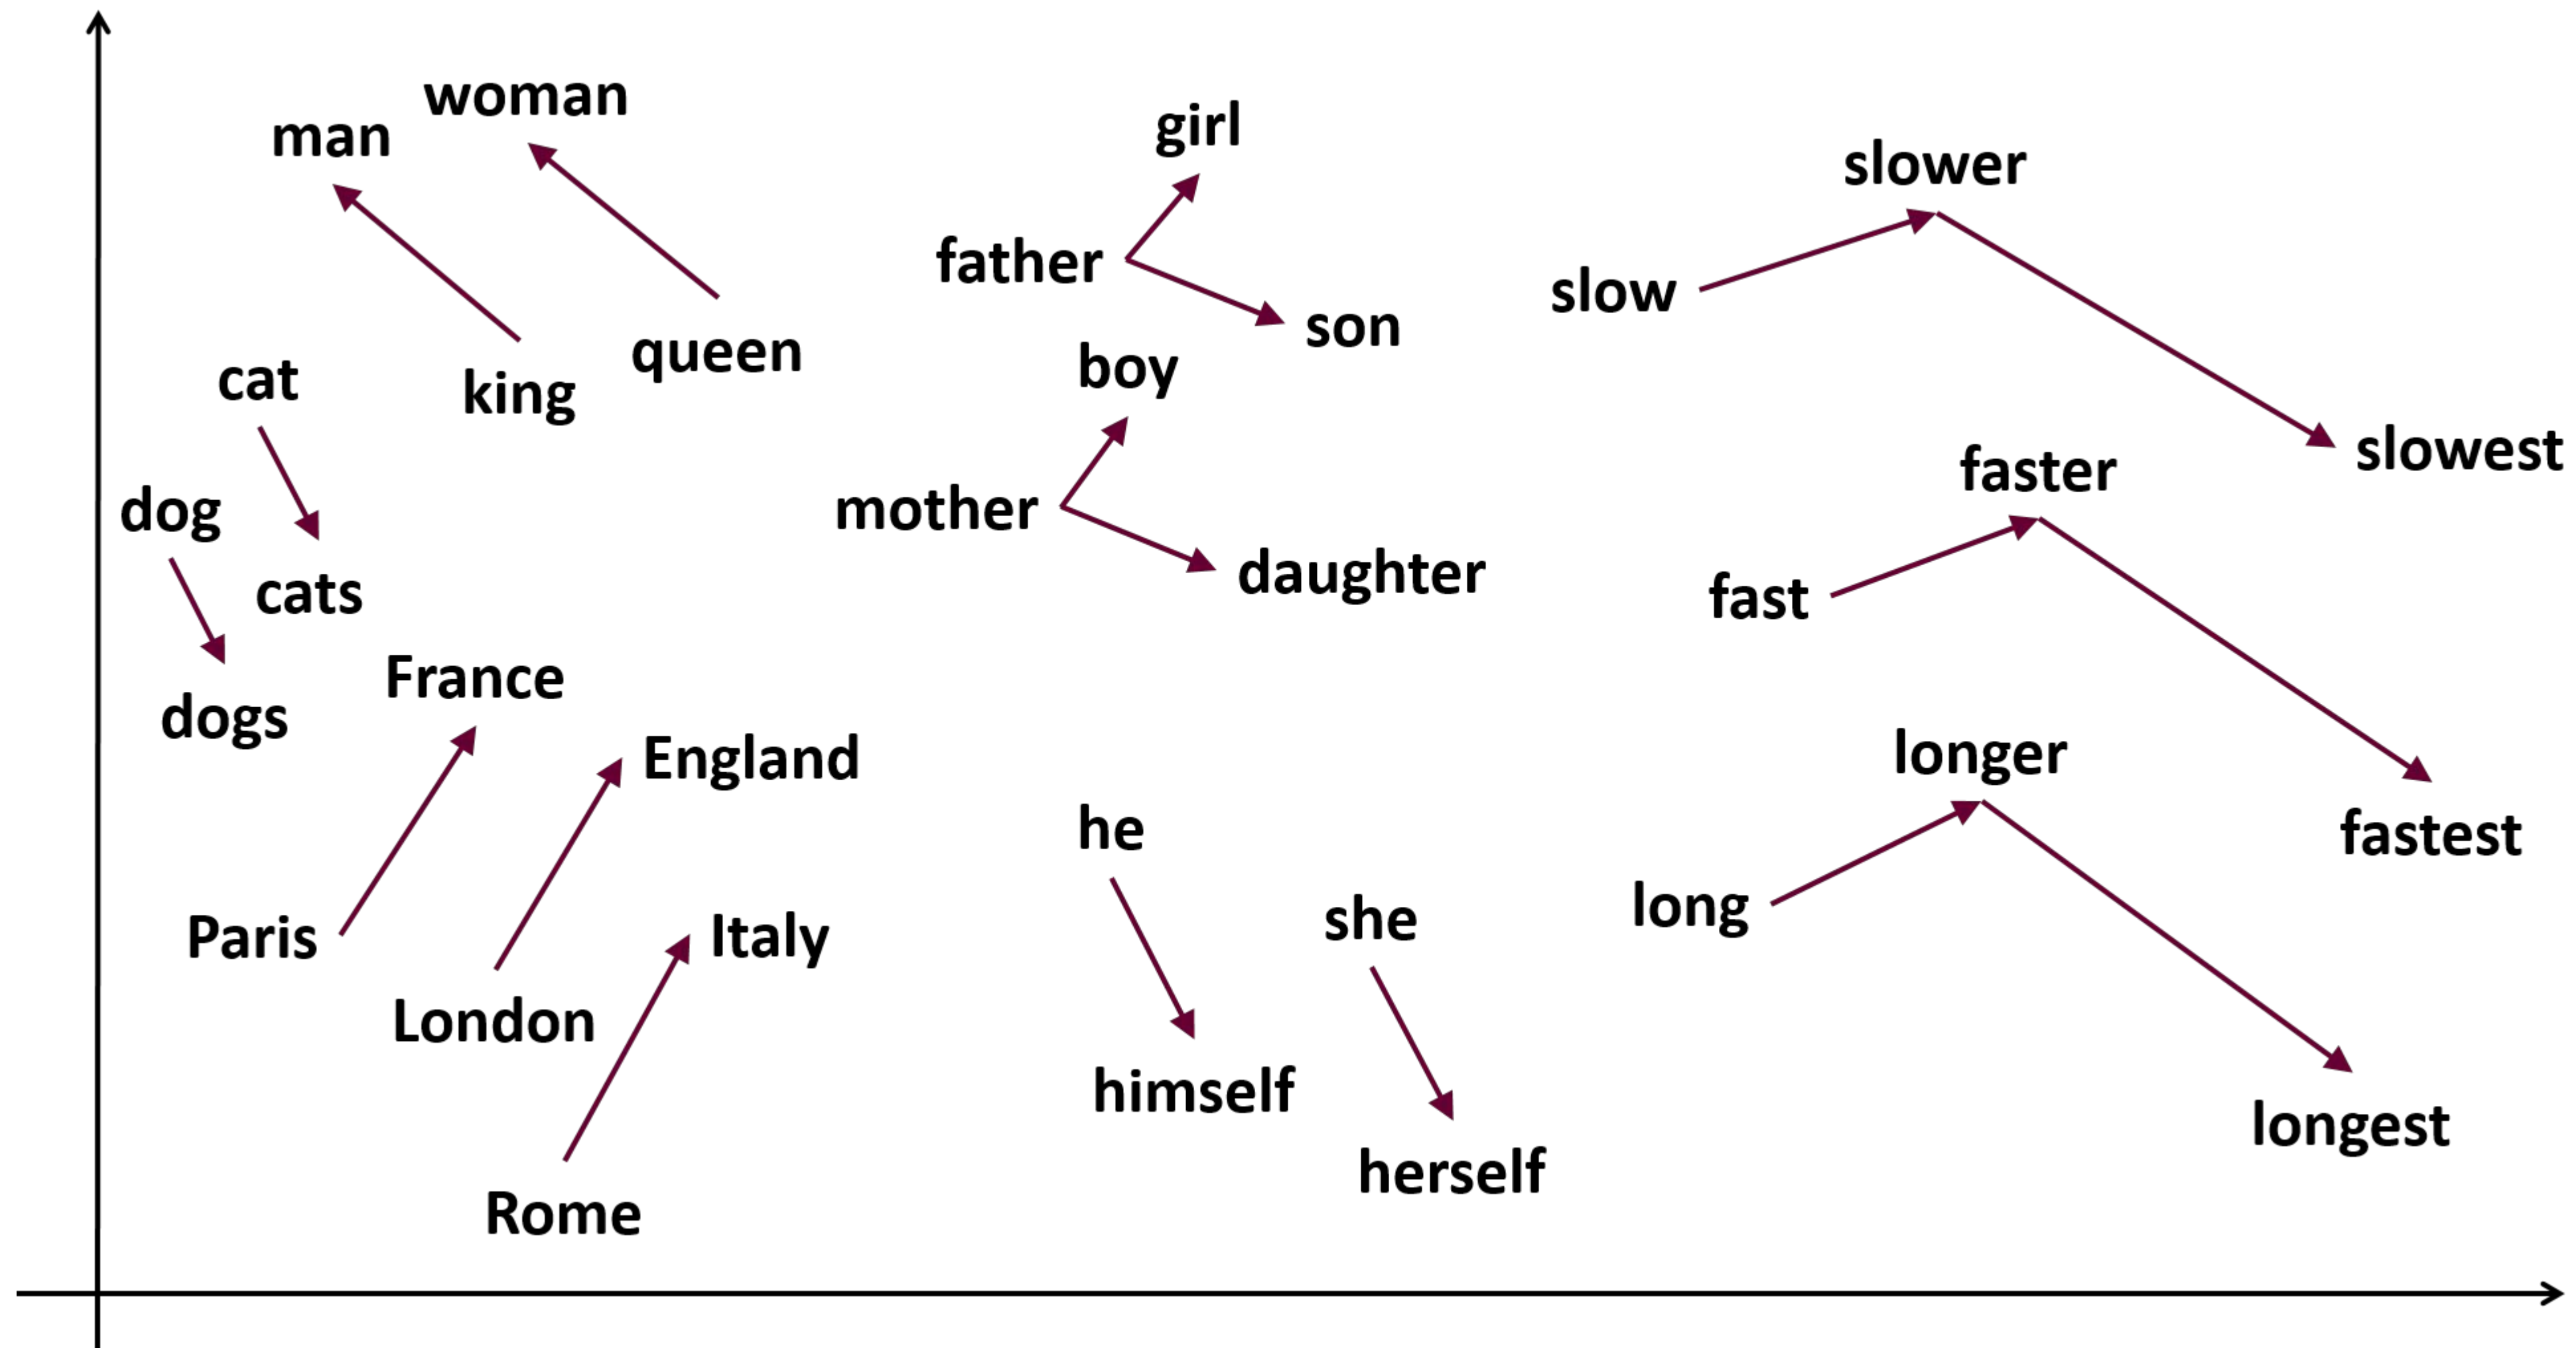 woman
man
girl
slower
father
slow
son
queen
boy
cat
king
slowest
faster
dog
mother
daughter
cats
fast
France
dogs
England
longer
he
fastest
long
she
Paris
Italy
London
himself
longest
herself
Rome